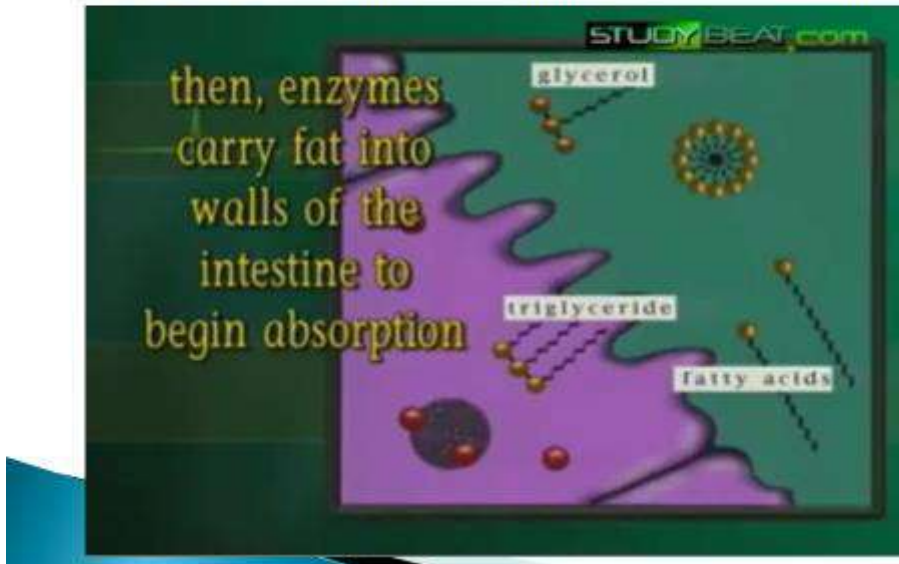 STUDYBEAT.com
then, enzymes
carry fat into
walls of the
intestine to
begin absorption
glycerol
triglyceride
fatty acids